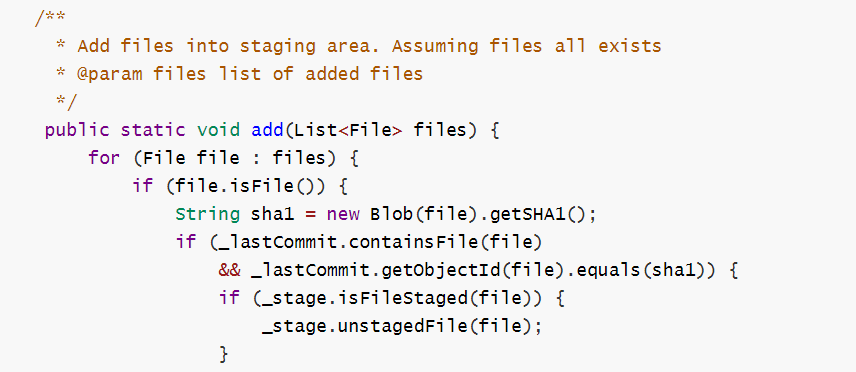 /**
* Add files into staging area. Assuming files all exists
* @param files list of added files
*/
public static void add(List<File> files) {
for (File file : files) {
if (file.isFile()) {
String sha1 = new Blob(file).getSHA1();
if (_lastCommit.containsFile(file)
&& _lastCommit.getObjectId(file).equals(sha1)) {
if (_stage.isFileStaged(file)) {
_stage.unstagedFile(file);
}